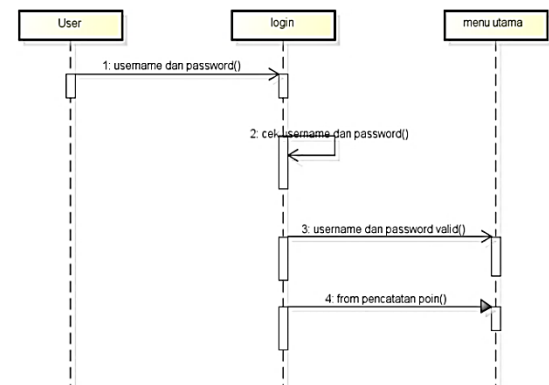 User
login
menu utama
1: username dan password()
2: cek username dan password()
3: username dan password valid()
4: from pencatatan poin()